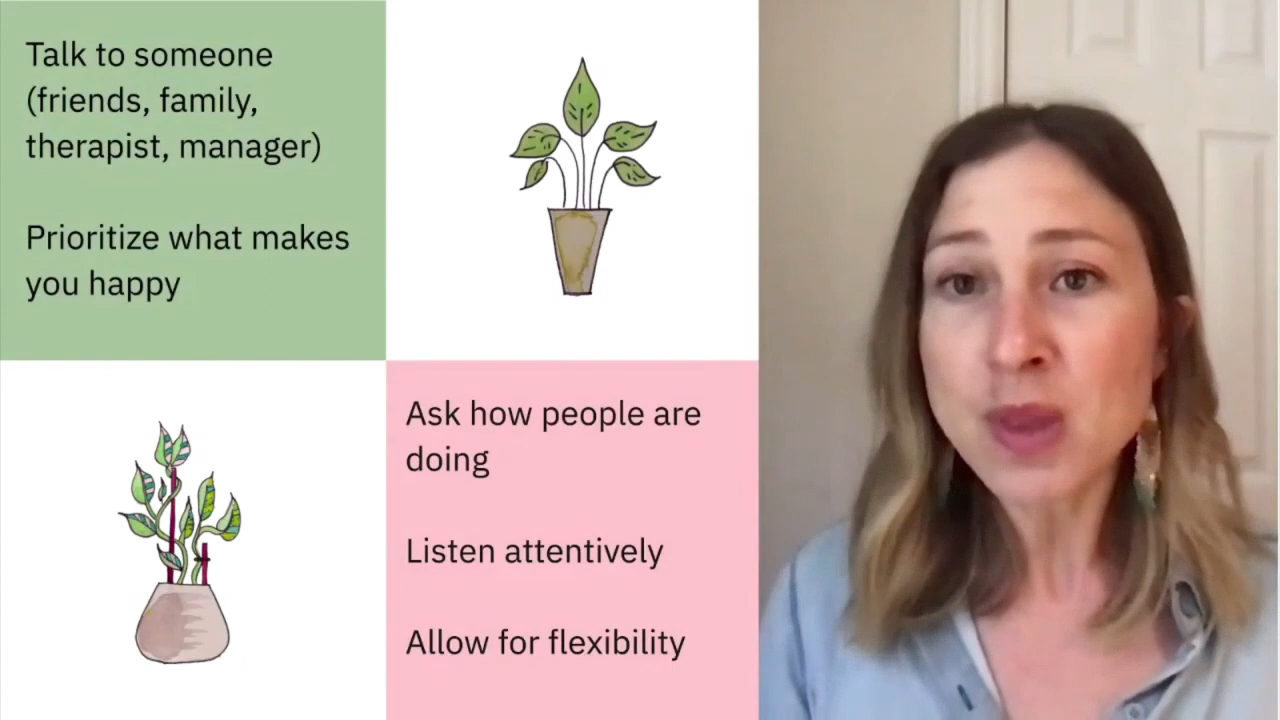 Talk to someone
(friends, family,
therapist, manager)
Prioritize what makes
you happy
Ask how people are
doing
Listen attentively
Allow for flexibility